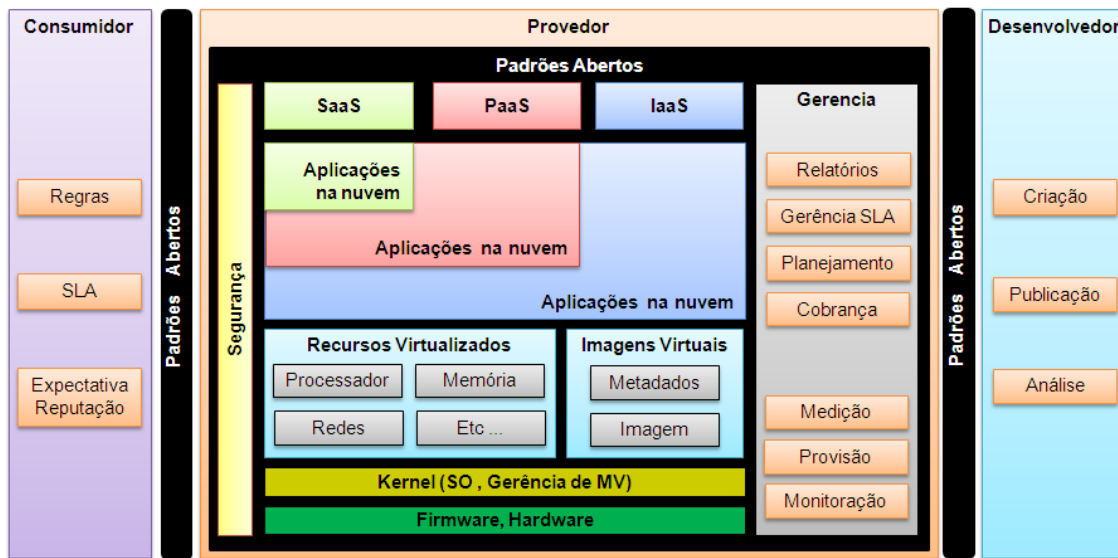 Consumidor
Regras
SLA
Expectativa
Reputação
Padrões Abertos
Provedor
Padrões Abertos
Segurança
SaaS
PaaS
IaaS
Aplicações
na nuvem
Aplicações na nuvem
Aplicações na nuvem
Recursos Virtualizados
Processador
Memória
Redes
Etc ...
Imagens Virtuais
Metadados
Imagem
Kernel (SO , Gerência de MV)
Firmware, Hardware
Gerencia
Relatórios
Gerência SLA
Planejamento
Cobrança
Medição
Provisão
Monitoração
Padrões Abertos
Desenvolvedor
Criação
Publicação
Análise